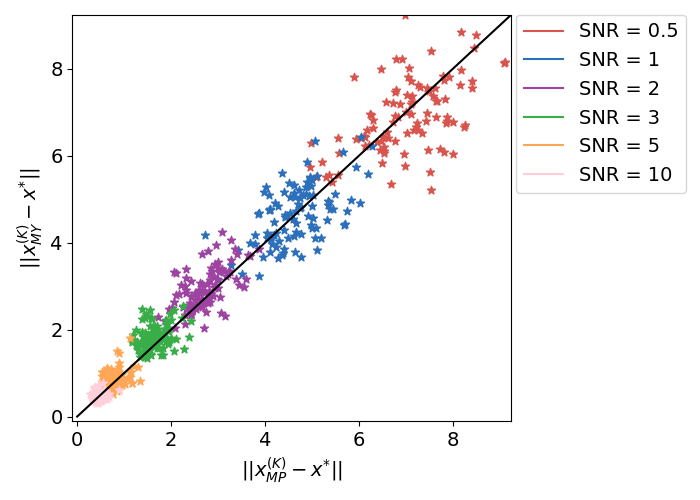 SNR = 0.5
SNR = 1
SNR = 2
SNR = 3
SNR = 5
SNR = 10
8
6
4
2
0
||x_{MY}^{(K)} − x*||
0 2 4 6 8
||x_{MP}^{(K)} − x*||